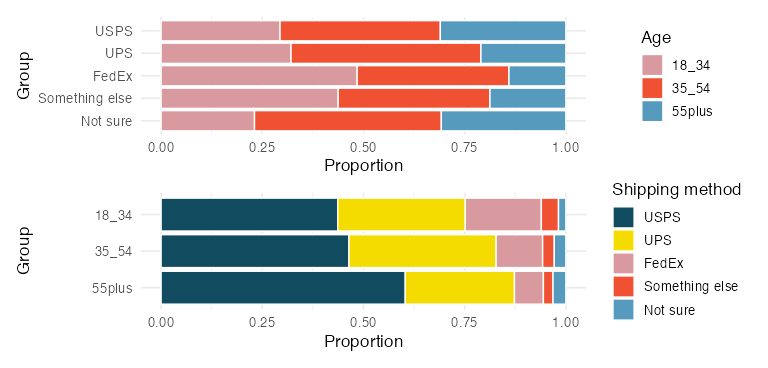 Group
USPS
UPS
FedEx
Something else
Not sure
0.00 0.25 0.50 0.75 1.00
Proportion
Age
18_34
35_54
55plus
Group
18_34
35_54
55plus
0.00 0.25 0.50 0.75 1.00
Proportion
Shipping method
USPS
UPS
FedEx
Something else
Not sure